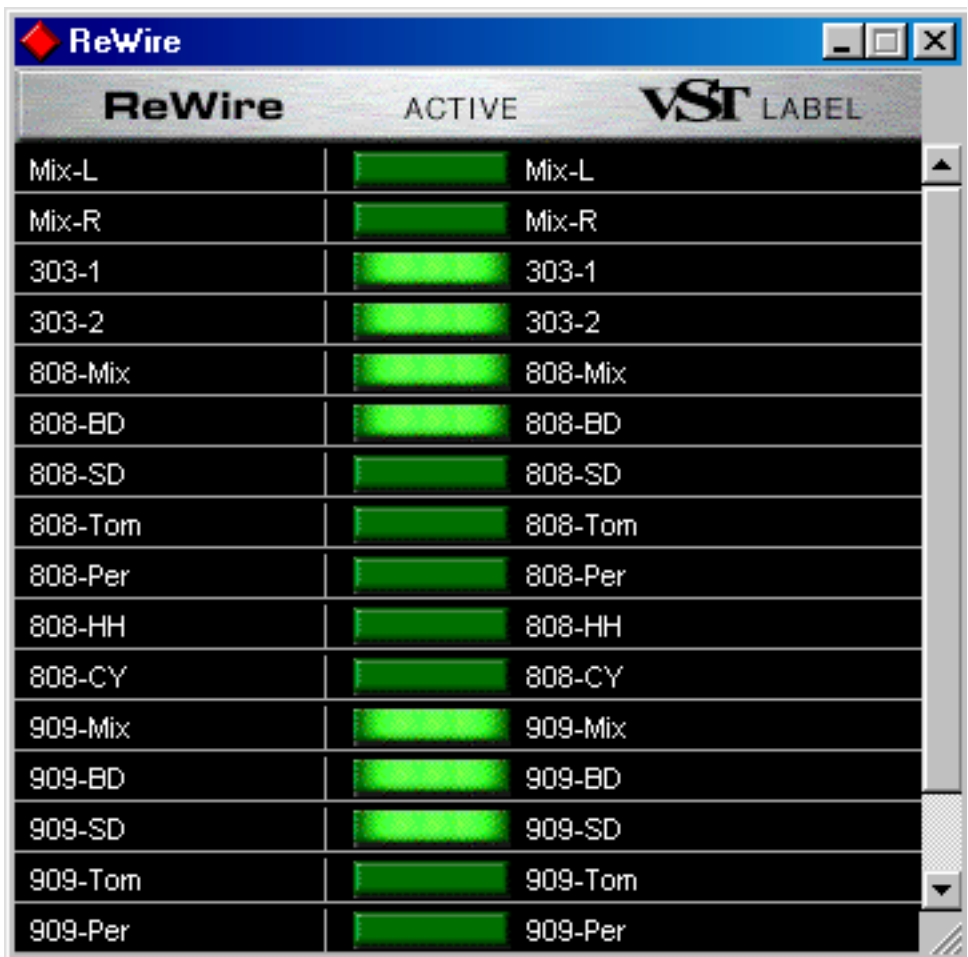 ReWire
ReWire ACTIVE VST LABEL
Mix-L Mix-L
Mix-R Mix-R
303-1 303-1
303-2 303-2
808-Mix 808-Mix
808-BD 808-BD
808-SD 808-SD
808-Tom 808-Tom
808-Per 808-Per
808-HH 808-HH
808-CY 808-CY
909-Mix 909-Mix
909-BD 909-BD
909-SD 909-SD
909-Tom 909-Tom
909-Per 909-Per